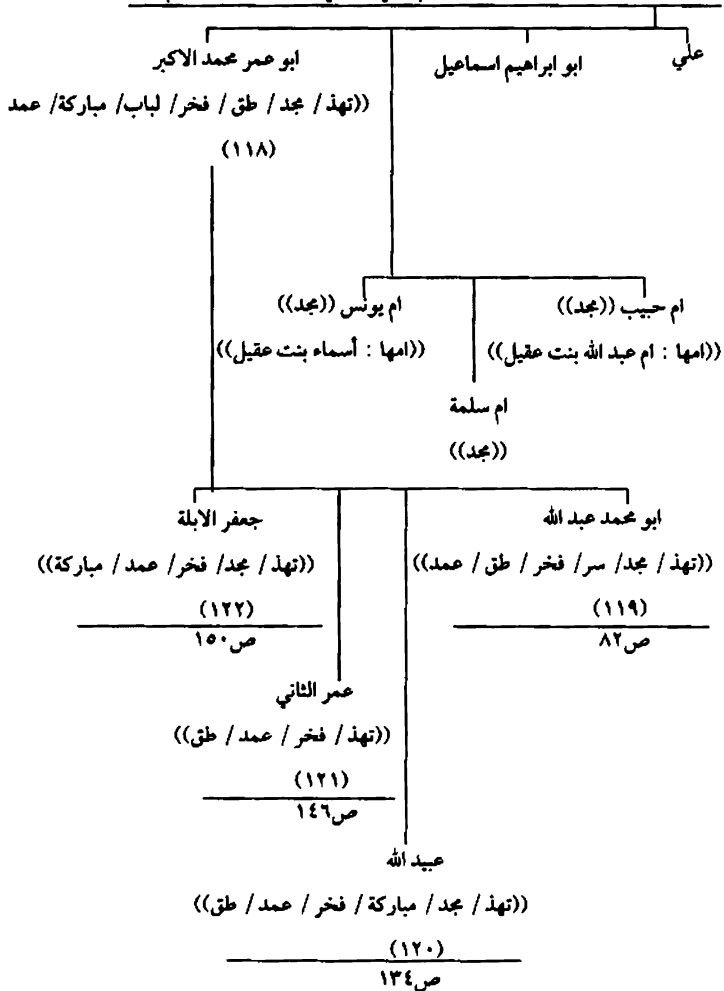 علي
ابو ابراهيم اسماعيل
ابو عمر محمد الاكبر
((تهذ / مجد / طق / فخر / لباب / مباركة / عمد
(١١٨)
ام حبيب ((مجد))
((امها : ام عبد الله بنت عقيل))
ام يونس ((مجد))
((امها : أسماء بنت عقيل))
ام سلمة
((مجد))
ابو محمد عبد الله
((تهذ / مجد / سر / فخر / طق / عمد))
(١١٩)
ص٨٢
جعفر الابلة
((تهذ / مجد / فخر / عمد / مباركة))
(١٢٢)
ص١٥٠
عمر الثاني
((تهذ / فخر / عمد / طق))
(١٢١)
ص١٤٦
عبيد الله
((تهذ / مجد / مباركة / فخر / عمد / طق))
(١٢٠)
ص١٣٤